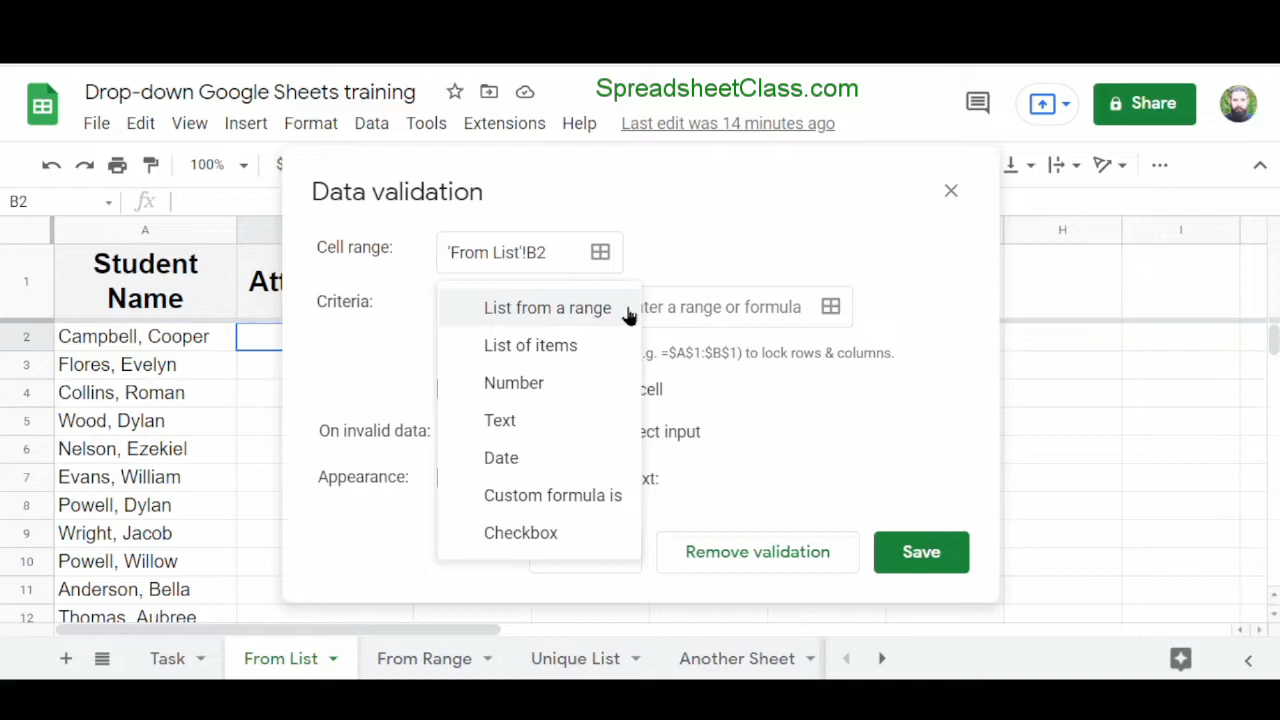 Drop-down Google Sheets training
SpreadsheetClass.com
Share
File Edit View Insert Format Data Tools Extensions Help Last edit was 14 minutes ago
100% $
B2 fx
Data validation
Cell range: 'From List'!B2
Criteria: List from a range ter a range or formula
List of items
.g. =$A$1:$B$1) to lock rows & columns.
Number
cell
Text
On invalid data: ect input
Date
Appearance: xt:
Custom formula is
Checkbox
Remove validation Save
A H I
1 Student Name Att
2 Campbell, Cooper
3 Flores, Evelyn
4 Collins, Roman
5 Wood, Dylan
6 Nelson, Ezekiel
7 Evans, William
8 Powell, Dylan
9 Wright, Jacob
10 Powell, Willow
11 Anderson, Bella
12 Thomas, Aubree
Task From List From Range Unique List Another Sheet